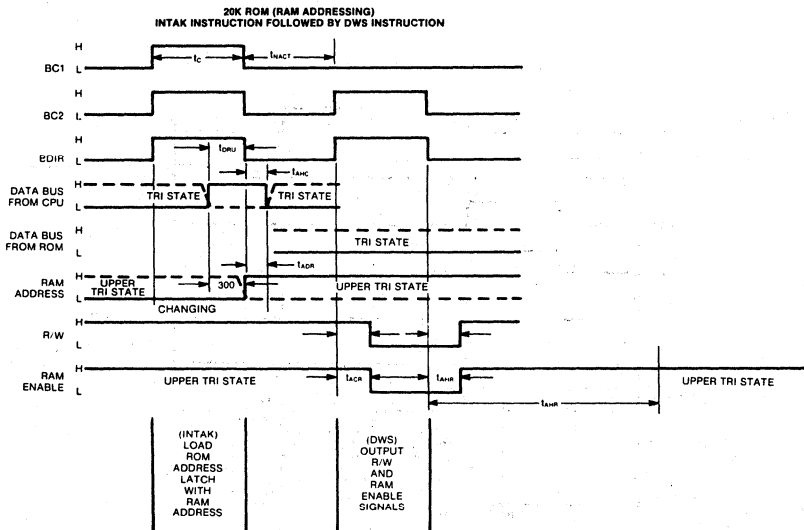 20K ROM (RAM ADDRESSING)
INTAK INSTRUCTION FOLLOWED BY DWS INSTRUCTION
H
BC1
L
tC
tNACT
H
BC2
L
H
BDIR
L
tDRU
tAHC
DATA BUS
FROM CPU
H
L
TRI STATE
TRI STATE
DATA BUS
FROM ROM
H
L
TRI STATE
tADR
RAM
ADDRESS
H
L
UPPER
TRI STATE
300
UPPER TRI STATE
CHANGING
H
R/W
L
RAM
ENABLE
H
L
UPPER TRI STATE
tACR
tAHR
UPPER TRI STATE
tAHR
(INTAK)
LOAD
ROM
ADDRESS
LATCH
WITH
RAM
ADDRESS
(DWS)
OUTPUT
R/W
AND
RAM
ENABLE
SIGNALS